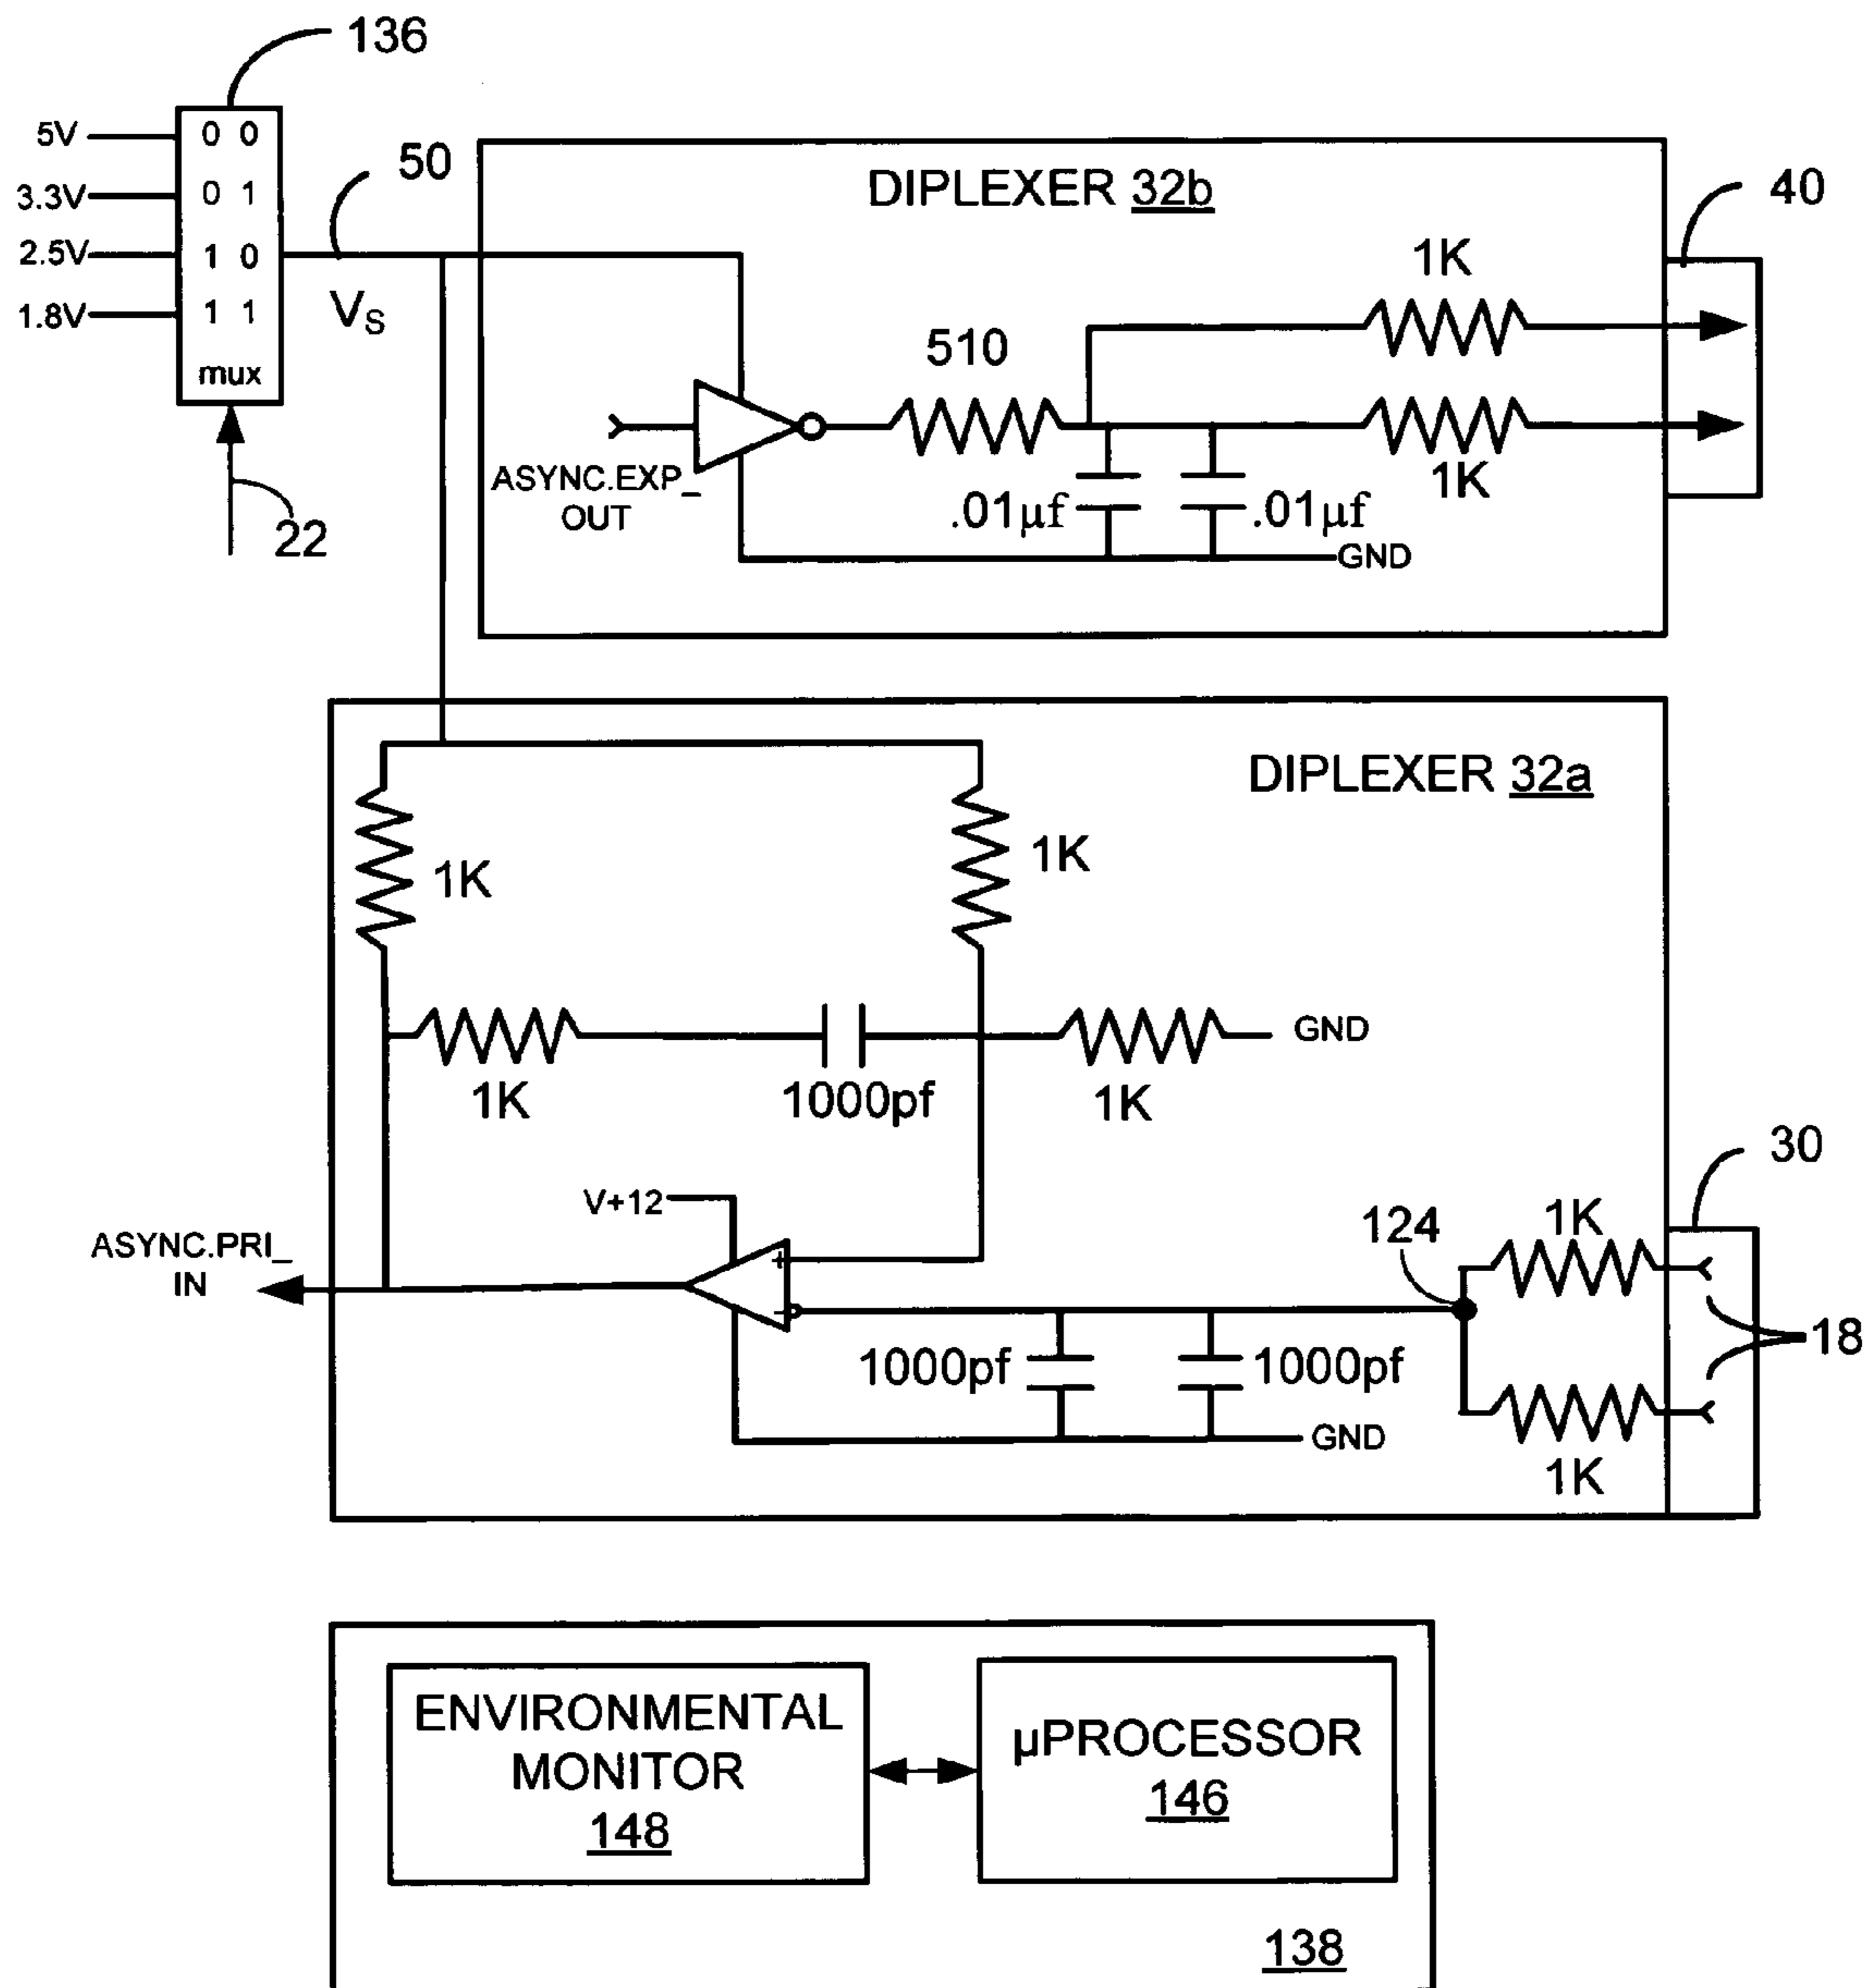 136
5V
0 0
3.3V
0 1
2.5V
1 0
1.8V
1 1
mux
22
50
VS
DIPLEXER 32b
40
1K
510
1K
ASYNC.EXP_
OUT
.01µf
.01µf
GND
DIPLEXER 32a
1K
1K
1K
1000pf
1K
GND
30
V+12
124
1K
ASYNC.PRI_
IN
+
-
18
1000pf
1000pf
GND
1K
ENVIRONMENTAL
MONITOR
148
µPROCESSOR
146
138